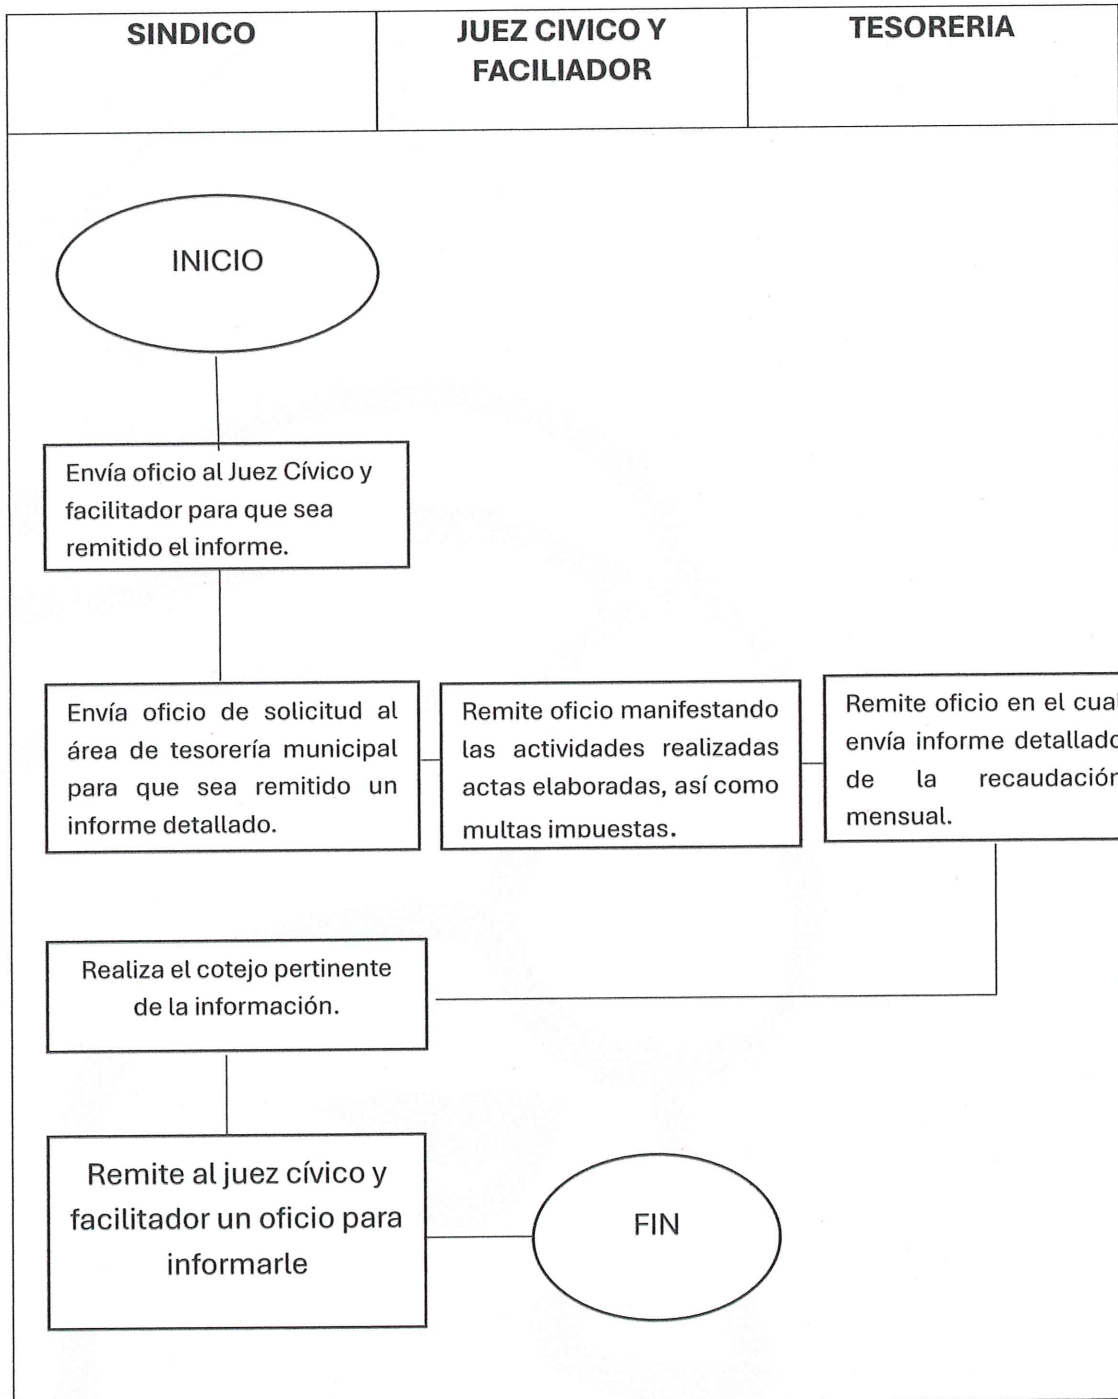 SINDICO
JUEZ CIVICO Y
FACILIADOR
TESORERIA
INICIO
Envía oficio al Juez Cívico y
facilitador para que sea
remitido el informe.
Envía oficio de solicitud al
área de tesorería municipal
para que sea remitido un
informe detallado.
Remite oficio manifestando
las actividades realizadas
actas elaboradas, así como
multas impuestas.
Remite oficio en el cual
envía informe detallado
de la recaudación
mensual.
Realiza el cotejo pertinente
de la información.
Remite al juez cívico y
facilitador un oficio para
informarle
FIN